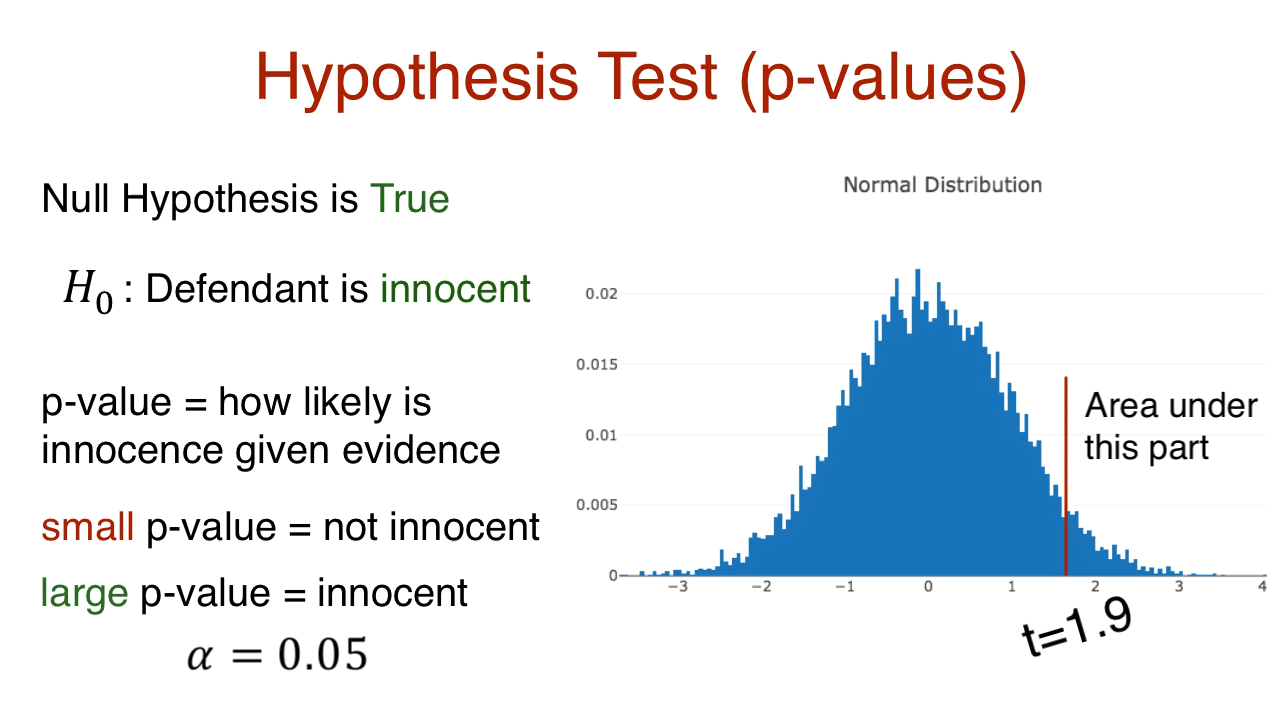 Hypothesis Test (p-values)
Null Hypothesis is True
H₀ : Defendant is innocent
p-value = how likely is
innocence given evidence
small p-value = not innocent
large p-value = innocent
α = 0.05
Normal Distribution
0.02
0.015
0.01
0.005
0
−3 −2 −1 0 1 2 3 4
Area under
this part
t=1.9